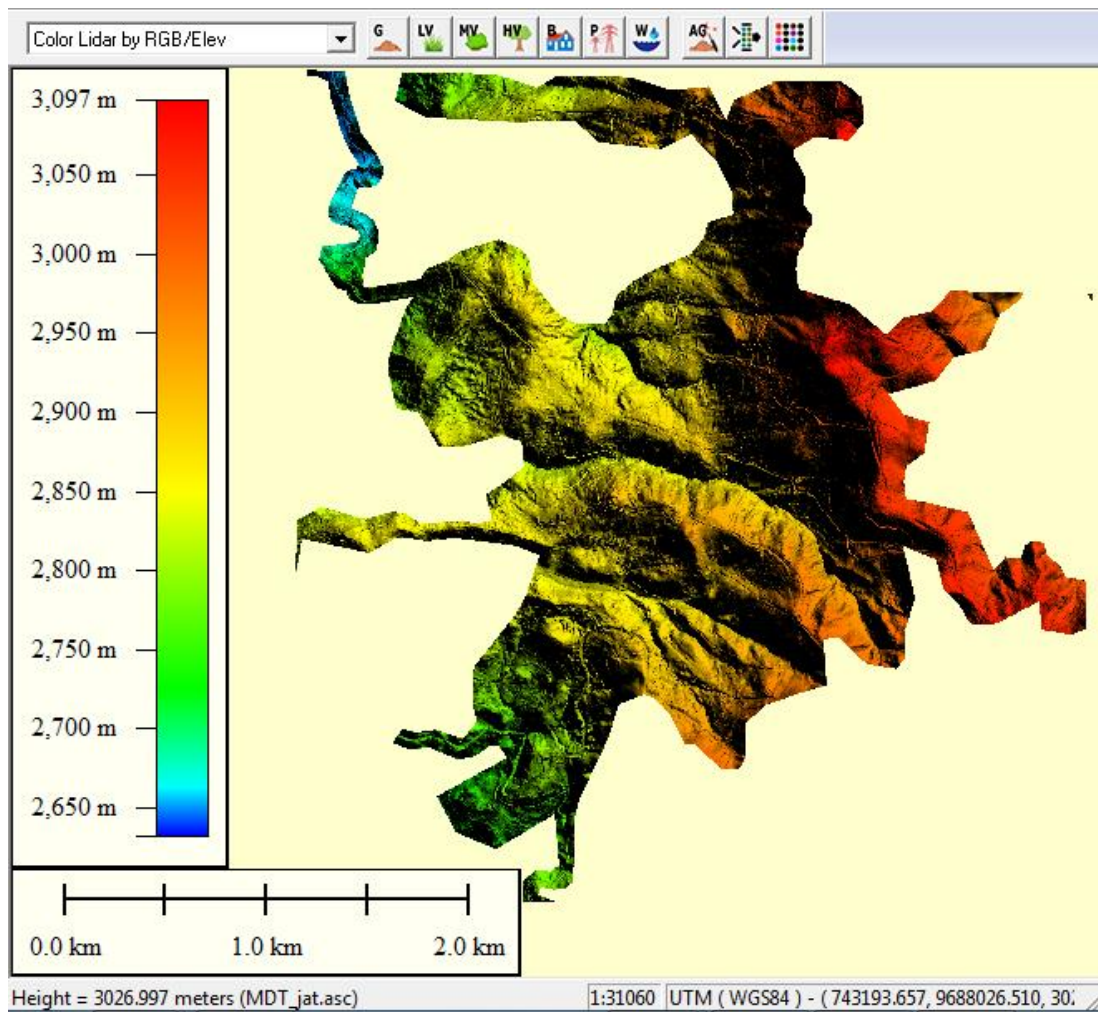 Color Lidar by RGB/Elev
G LV MV HV B P W AG
3,097 m
3,050 m
3,000 m
2,950 m
2,900 m
2,850 m
2,800 m
2,750 m
2,700 m
2,650 m
0.0 km 1.0 km 2.0 km
Height = 3026.997 meters (MDT_jat.asc) 1:31060 UTM ( WGS84 ) - ( 743193.657, 9688026.510,